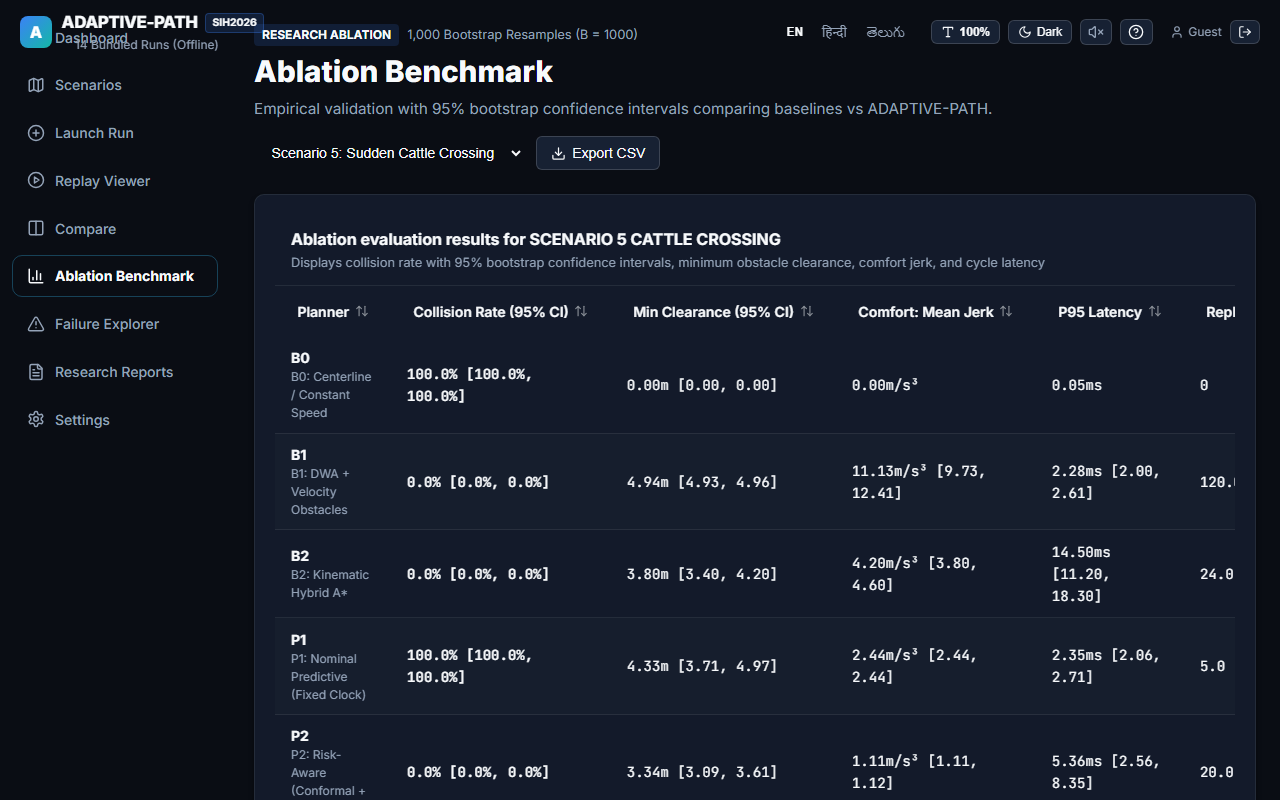 A
ADAPTIVE-PATH SIH2026
Dashboard
14 Bundled Runs (Offline)
RESEARCH ABLATION 1,000 Bootstrap Resamples (B = 1000)
EN हिन्दी తెలుగు 100% Dark Guest
Scenarios
Launch Run
Replay Viewer
Compare
Ablation Benchmark
Failure Explorer
Research Reports
Settings
Ablation Benchmark
Empirical validation with 95% bootstrap confidence intervals comparing baselines vs ADAPTIVE-PATH.
Scenario 5: Sudden Cattle Crossing Export CSV
Ablation evaluation results for SCENARIO 5 CATTLE CROSSING
Displays collision rate with 95% bootstrap confidence intervals, minimum obstacle clearance, comfort jerk, and cycle latency
Planner Collision Rate (95% CI) Min Clearance (95% CI) Comfort: Mean Jerk P95 Latency
B0
B0: Centerline
/ Constant
Speed
100.0% [100.0%,
100.0%]
0.00m [0.00, 0.00]
0.00m/s³
0.05ms
0
B1
B1: DWA +
Velocity
Obstacles
0.0% [0.0%, 0.0%]
4.94m [4.93, 4.96]
11.13m/s³ [9.73,
12.41]
2.28ms [2.00,
2.61]
120.
B2
B2: Kinematic
Hybrid A*
0.0% [0.0%, 0.0%]
3.80m [3.40, 4.20]
4.20m/s³ [3.80,
4.60]
14.50ms
[11.20,
18.30]
24.0
P1
P1: Nominal
Predictive
(Fixed Clock)
100.0% [100.0%,
100.0%]
4.33m [3.71, 4.97]
2.44m/s³ [2.44,
2.44]
2.35ms [2.06,
2.71]
5.0
P2
P2: Risk-
Aware
(Conformal +
0.0% [0.0%, 0.0%]
3.34m [3.09, 3.61]
1.11m/s³ [1.11,
1.12]
5.36ms [2.56,
8.35]
20.0